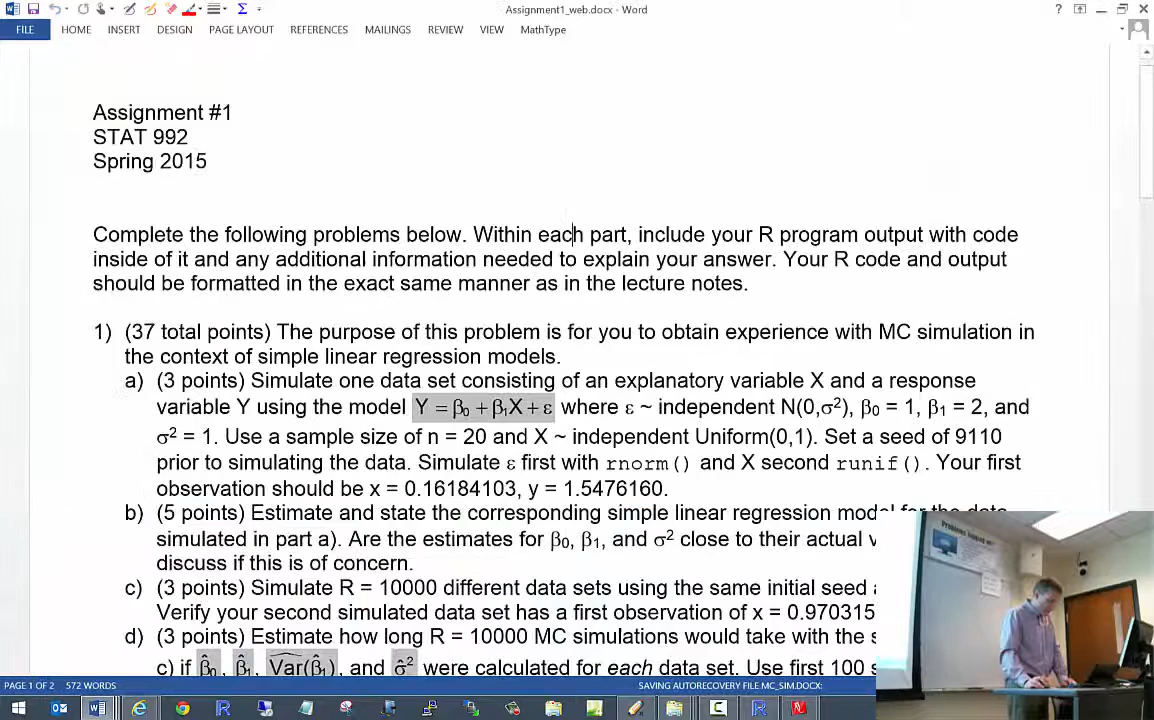 Assignment1_web.docx - Word
FILE HOME INSERT DESIGN PAGE LAYOUT REFERENCES MAILINGS REVIEW VIEW MathType
Assignment #1
STAT 992
Spring 2015
Complete the following problems below. Within each part, include your R program output with code
inside of it and any additional information needed to explain your answer. Your R code and output
should be formatted in the exact same manner as in the lecture notes.
1) (37 total points) The purpose of this problem is for you to obtain experience with MC simulation in
the context of simple linear regression models.
a) (3 points) Simulate one data set consisting of an explanatory variable X and a response
variable Y using the model Y = β₀ + β₁X + ε where ε ~ independent N(0,σ²), β₀ = 1, β₁ = 2, and
σ² = 1. Use a sample size of n = 20 and X ~ independent Uniform(0,1). Set a seed of 9110
prior to simulating the data. Simulate ε first with rnorm() and X second runif(). Your first
observation should be x = 0.16184103, y = 1.5476160.
b) (5 points) Estimate and state the corresponding simple linear regression model for the data
simulated in part a). Are the estimates for β₀, β₁, and σ² close to their actual v
discuss if this is of concern.
c) (3 points) Simulate R = 10000 different data sets using the same initial seed
Verify your second simulated data set has a first observation of x = 0.970315
d) (3 points) Estimate how long R = 10000 MC simulations would take with the s
c) if β̂₀, β̂₁, Var(β̂₁), and σ̂² were calculated for each data set. Use first 100 s
PAGE 1 OF 2 572 WORDS SAVING AUTORECOVERY FILE MC_SIM.DOCX: